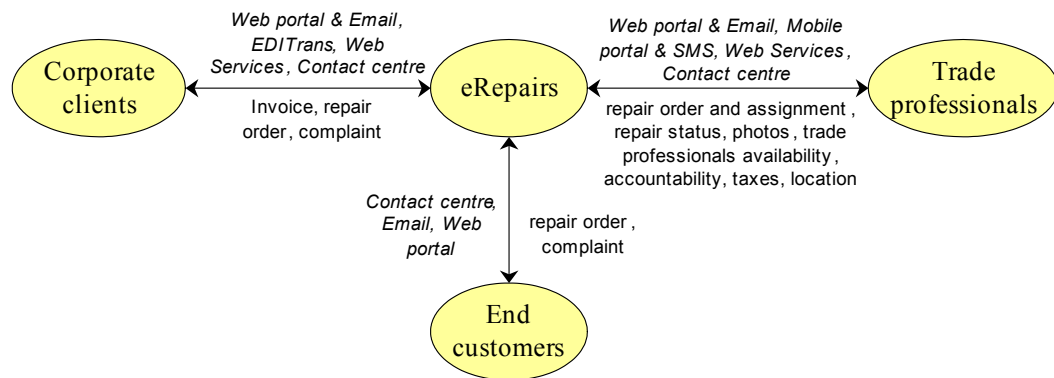 Web portal & Email,
EDITrans, Web
Services, Contact centre
Web portal & Email, Mobile
portal & SMS, Web Services,
Contact centre
Corporate
clients
eRepairs
Trade
professionals
Invoice, repair
order, complaint
repair order and assignment,
repair status, photos, trade
professionals availability,
accountability, taxes, location
Contact centre,
Email, Web
portal
repair order,
complaint
End
customers